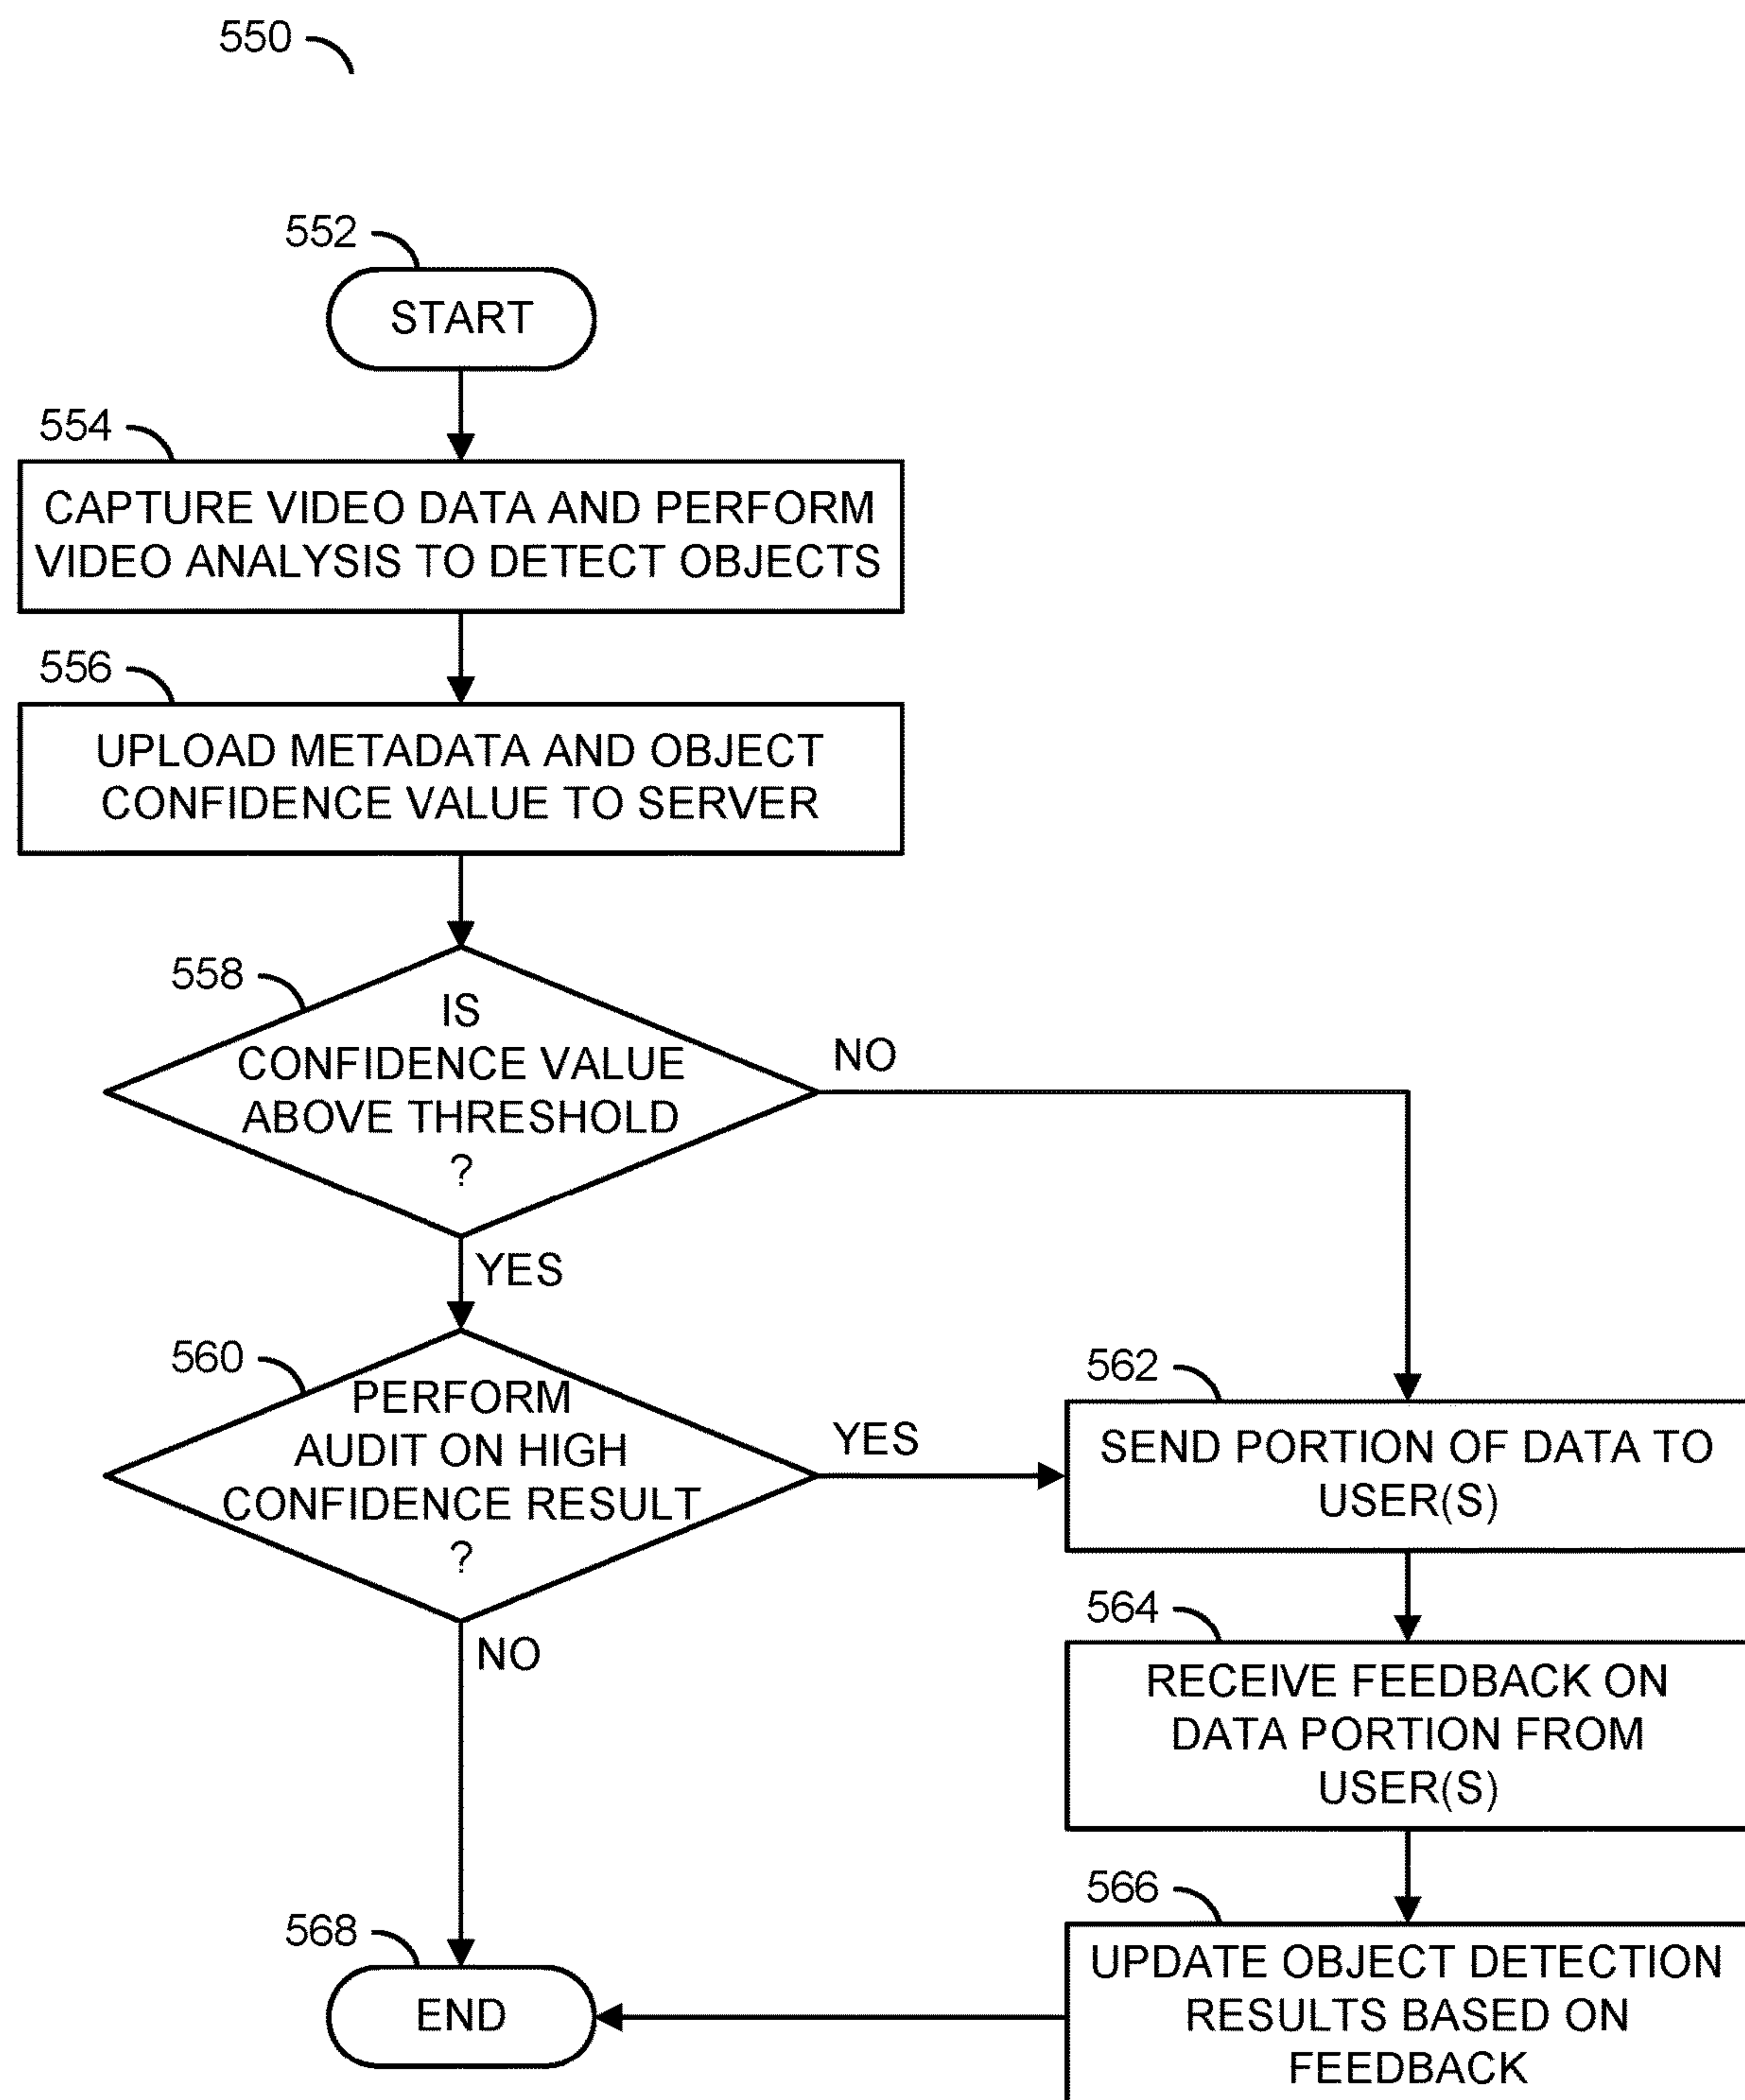 550
552
START
554
CAPTURE VIDEO DATA AND PERFORM
VIDEO ANALYSIS TO DETECT OBJECTS
556
UPLOAD METADATA AND OBJECT
CONFIDENCE VALUE TO SERVER
558
IS
CONFIDENCE VALUE
ABOVE THRESHOLD
?
NO
YES
560
PERFORM
AUDIT ON HIGH
CONFIDENCE RESULT
?
YES
NO
562
SEND PORTION OF DATA TO
USER(S)
564
RECEIVE FEEDBACK ON
DATA PORTION FROM
USER(S)
566
UPDATE OBJECT DETECTION
RESULTS BASED ON
FEEDBACK
568
END